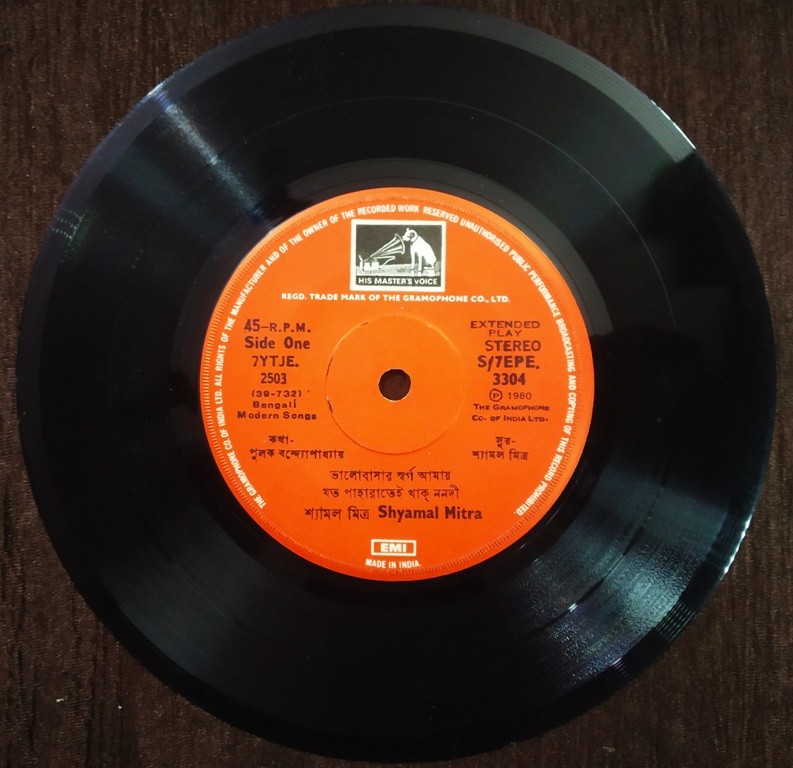 THE GRAMOPHONE CO. OF INDIA LTD. ALL RIGHTS OF THE MANUFACTURER AND OF THE OWNER OF THE RECORDED WORK RESERVED UNAUTHORISED PUBLIC PERFORMANCE BROADCASTING AND COPYING OF THIS RECORD PROHIBITED.
HIS MASTER'S VOICE
REGD. TRADE MARK OF THE GRAMOPHONE CO., LTD.
45-R.P.M.
Side One
7YTJE.
2503
(39-732)
Bengali
Modern Songs
EXTENDED
PLAY
STEREO
S/7EPE.
3304
Ⓟ 1980
THE GRAMOPHONE
CO. OF INDIA LTD.
কথা-
পুলক বন্দ্যোপাধ্যায়
সুর-
শ্যামল মিত্র
ভালোবাসার স্বর্গ আমায়
যত পাহারাতেই থাক্ ননদী
শ্যামল মিত্র Shyamal Mitra
EMI
MADE IN INDIA.